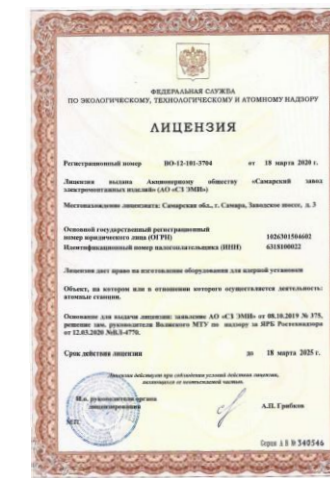 ФЕДЕРАЛЬНАЯ СЛУЖБА
ПО ЭКОЛОГИЧЕСКОМУ, ТЕХНОЛОГИЧЕСКОМУ И АТОМНОМУ НАДЗОРУ
ЛИЦЕНЗИЯ
Регистрационный номер ВО-12-101-3704 от 18 марта 2020 г.
Лицензия выдана Акционерному обществу «Самарский завод
электромонтажных изделий» (АО «СЗ ЭМИ»)
Местонахождение лицензиата: Самарская обл., г. Самара, Заводское шоссе, д. 3
Основной государственный регистрационный
номер юридического лица (ОГРН) 1026301504602
Идентификационный номер налогоплательщика (ИНН) 6318100022
Лицензия дает право на изготовление оборудования для ядерной установки
Объект, на котором или в отношении которого осуществляется деятельность:
атомные станции.
Основание для выдачи лицензии: заявление АО «СЗ ЭМИ» от 08.10.2019 № 375,
решение зам. руководителя Волжского МТУ по надзору за ЯРБ Ростехнадзора
от 12.03.2020 №ВЛ-4770.
Срок действия лицензии до 18 марта 2025 г.
Лицензия действует при соблюдении условий действия лицензии,
являющихся ее неотъемлемой частью.
И.о. руководителя органа
лицензирования А.П. Грибков
М.П.
Серия А В № 340546